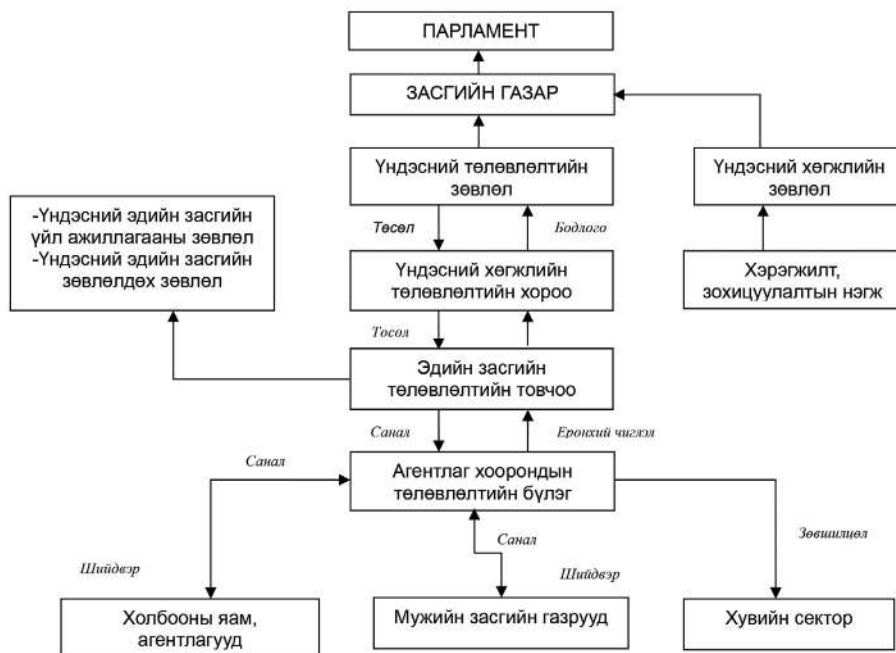 ПАРЛАМЕНТ
ЗАСГИЙН ГАЗАР
Үндэсний төлөвлөлтийн
зөвлөл
Үндэсний хөгжлийн
зөвлөл
-Үндэсний эдийн засгийн
үйл ажиллагааны зөвлөл
-Үндэсний эдийн засгийн
зөвлөлдөх зөвлөл
Төсөл
Бодлого
Үндэсний хөгжлийн
төлөвлөлтийн хороо
Хэрэгжилт,
зохицуулалтын нэгж
Төсөл
Эдийн засгийн
төлөвлөлтийн товчоо
Санал
Ерөнхий чиглэл
Санал
Агентлаг хоорондын
төлөвлөлтийн бүлэг
Санал
Зөвшилцөл
Шийдвэр
Шийдвэр
Холбооны яам,
агентлагууд
Мужийн засгийн газрууд
Хувийн сектор